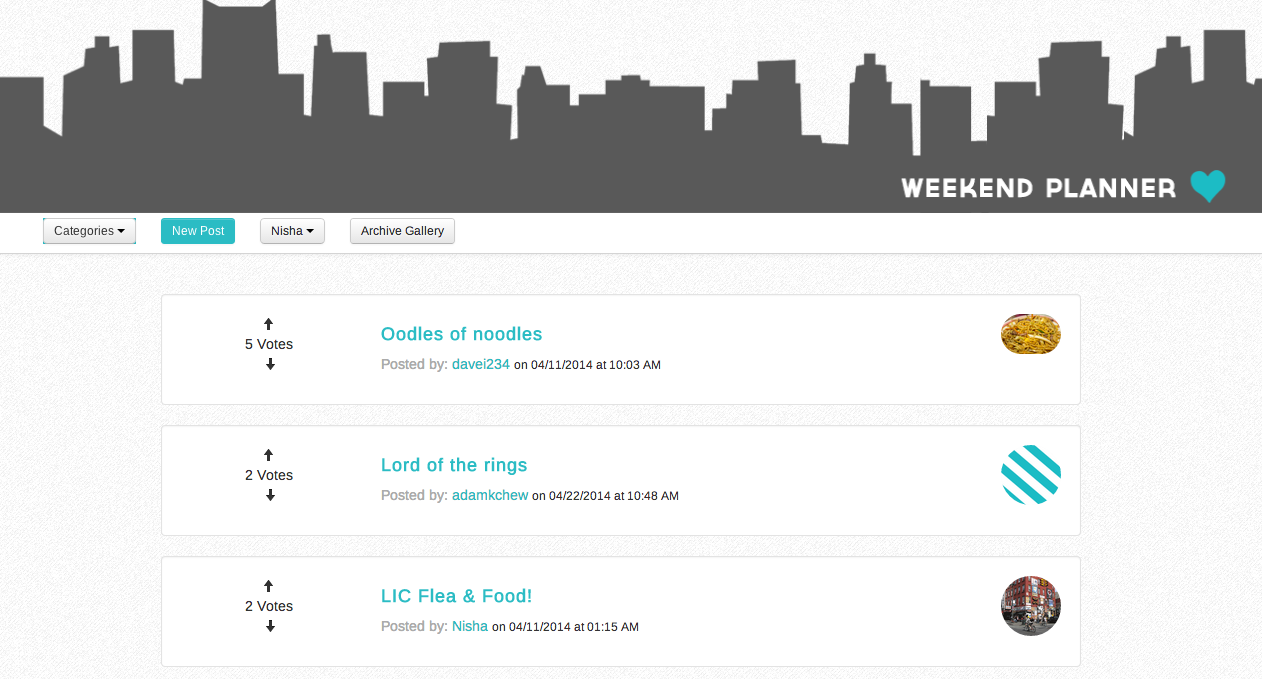 WEEKEND PLANNER
Categories New Post Nisha Archive Gallery
5 Votes
Oodles of noodles
Posted by: davei234 on 04/11/2014 at 10:03 AM
2 Votes
Lord of the rings
Posted by: adamkchew on 04/22/2014 at 10:48 AM
2 Votes
LIC Flea & Food!
Posted by: Nisha on 04/11/2014 at 01:15 AM